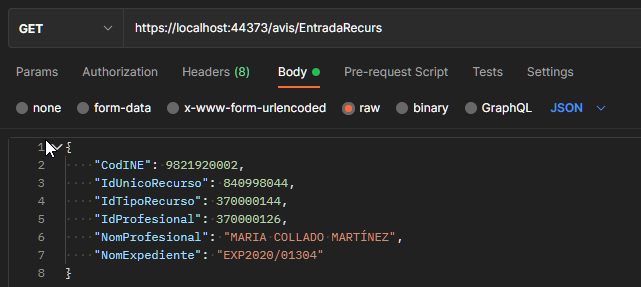 GET https://localhost:44373/avis/EntradaRecurs
Params Authorization Headers (8) Body Pre-request Script Tests Settings
none form-data x-www-form-urlencoded raw binary GraphQL JSON
1 {
2 "CodINE": 9821920002,
3 "IdUnicoRecurso": 840998044,
4 "IdTipoRecurso": 370000144,
5 "IdProfesional": 370000126,
6 "NomProfesional": "MARIA COLLADO MARTÍNEZ",
7 "NomExpediente": "EXP2020/01304"
8 }